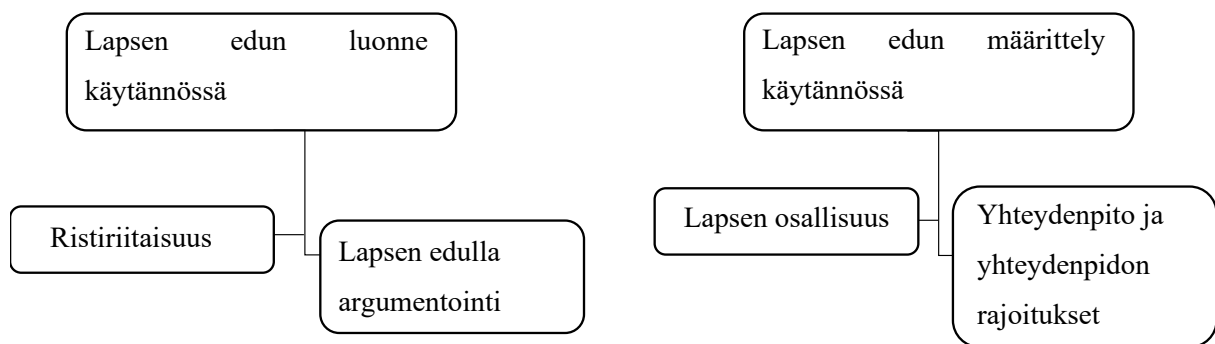 Lapsen edun luonne
käytännössä
Ristiriitaisuus
Lapsen edulla
argumentointi
Lapsen edun määrittely
käytännössä
Lapsen osallisuus
Yhteydenpito ja
yhteydenpidon
rajoitukset